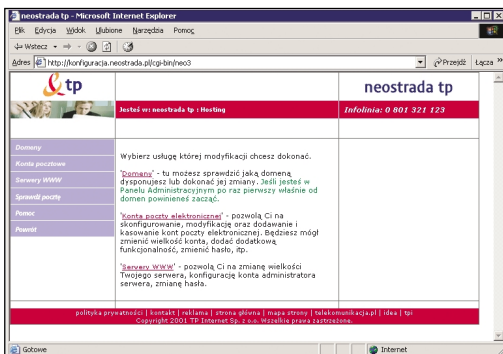 neostrada tp - Microsoft Internet Explorer
Plik Edycja Widok Ulubione Narzędzia Pomoc
Wstecz
Adres http://konfiguracja.neostrada.pl/cgi-bin/neo3 Przejdź Łącza »
tp
neostrada tp
Jesteś w: neostrada tp : Hosting
Infolinia: 0 801 321 123
Domeny
Konta pocztowe
Serwery WWW
Sprawdź pocztę
Pomoc
Powrót
Wybierz usługę której modyfikacji chcesz dokonać.
'Domeny' - tu możesz sprawdzić jaką domeną
dysponujesz lub dokonać jej zmiany. Jeśli jesteś w
Panelu Administracyjnym po raz pierwszy właśnie od
domen powinieneś zacząć.
'Konta poczty elektronicznej' - pozwolą Ci na
skonfigurowanie, modyfikację oraz dodawanie i
kasowanie kont poczty elektronicznej. Będziesz mógł
zmienić wielkość konta, dodać dodatkową
funkcjonalność, zmienić hasło, itp.
'Serwery WWW' - pozwolą Ci na zmianę wielkości
Twojego serwera, konfigurację konta administratora
serwera, zmianę hasła.
polityka prywatności | kontakt | reklama | strona główna | mapa strony | telekomunikacja.pl | idea | tpi
Copyright 2001 TP Internet Sp. z o.o. Wszelkie prawa zastrzeżone.
Gotowe
Internet